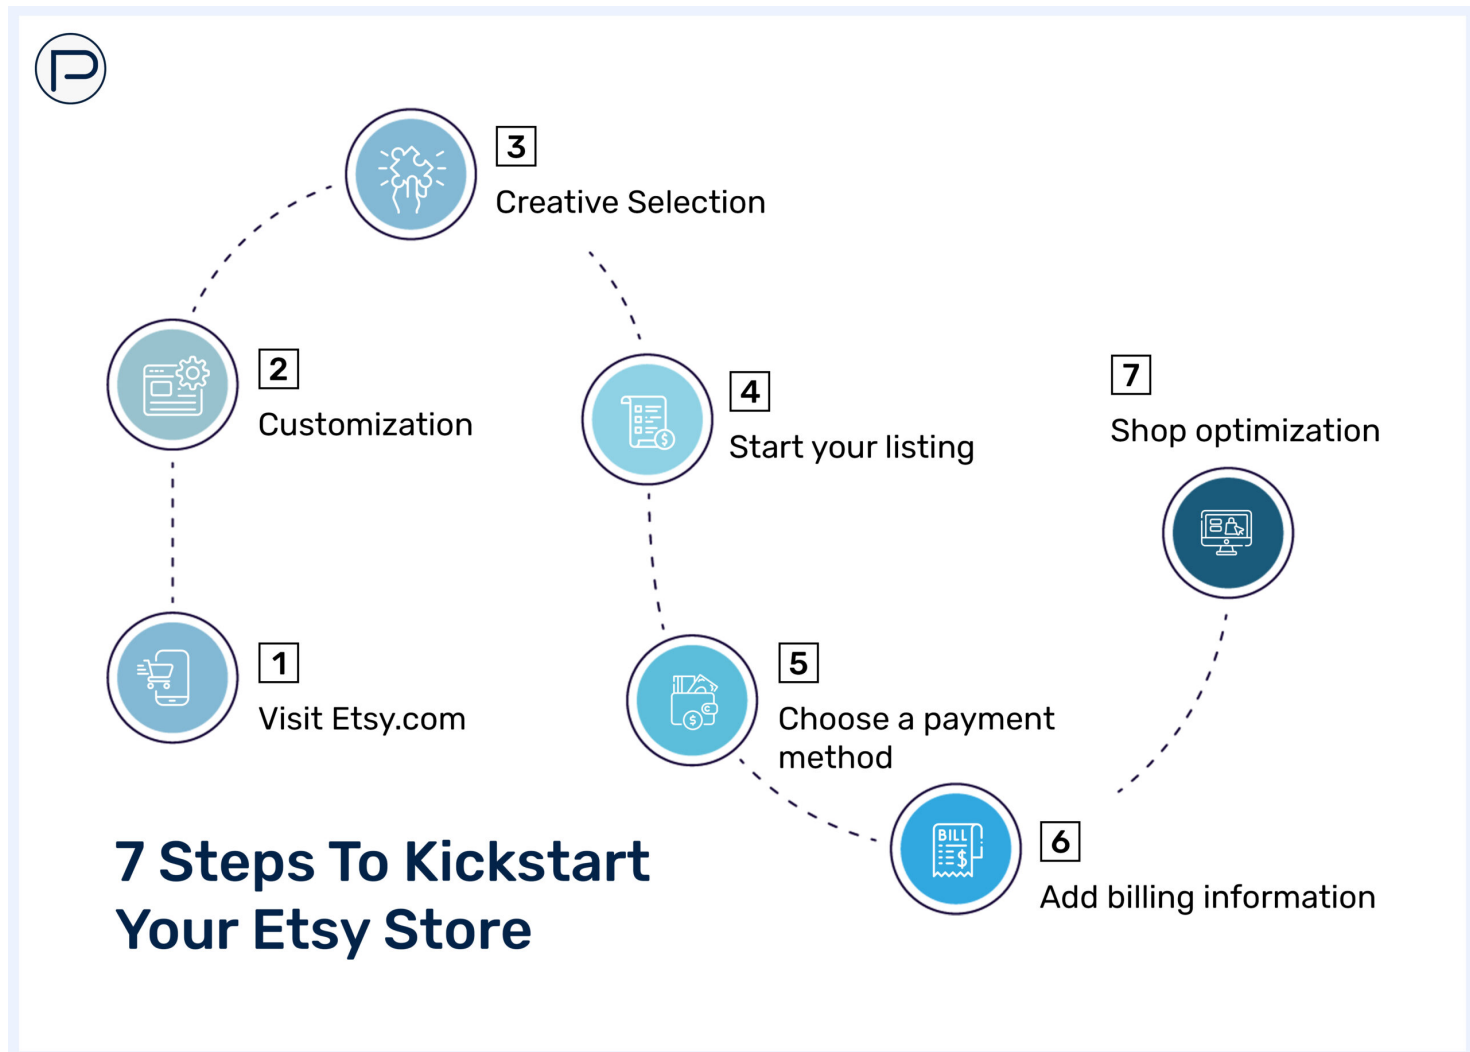 P
3
Creative Selection
2
Customization
4
Start your listing
7
Shop optimization
1
Visit Etsy.com
5
Choose a payment
method
BILL
$
6
Add billing information
7 Steps To Kickstart
Your Etsy Store